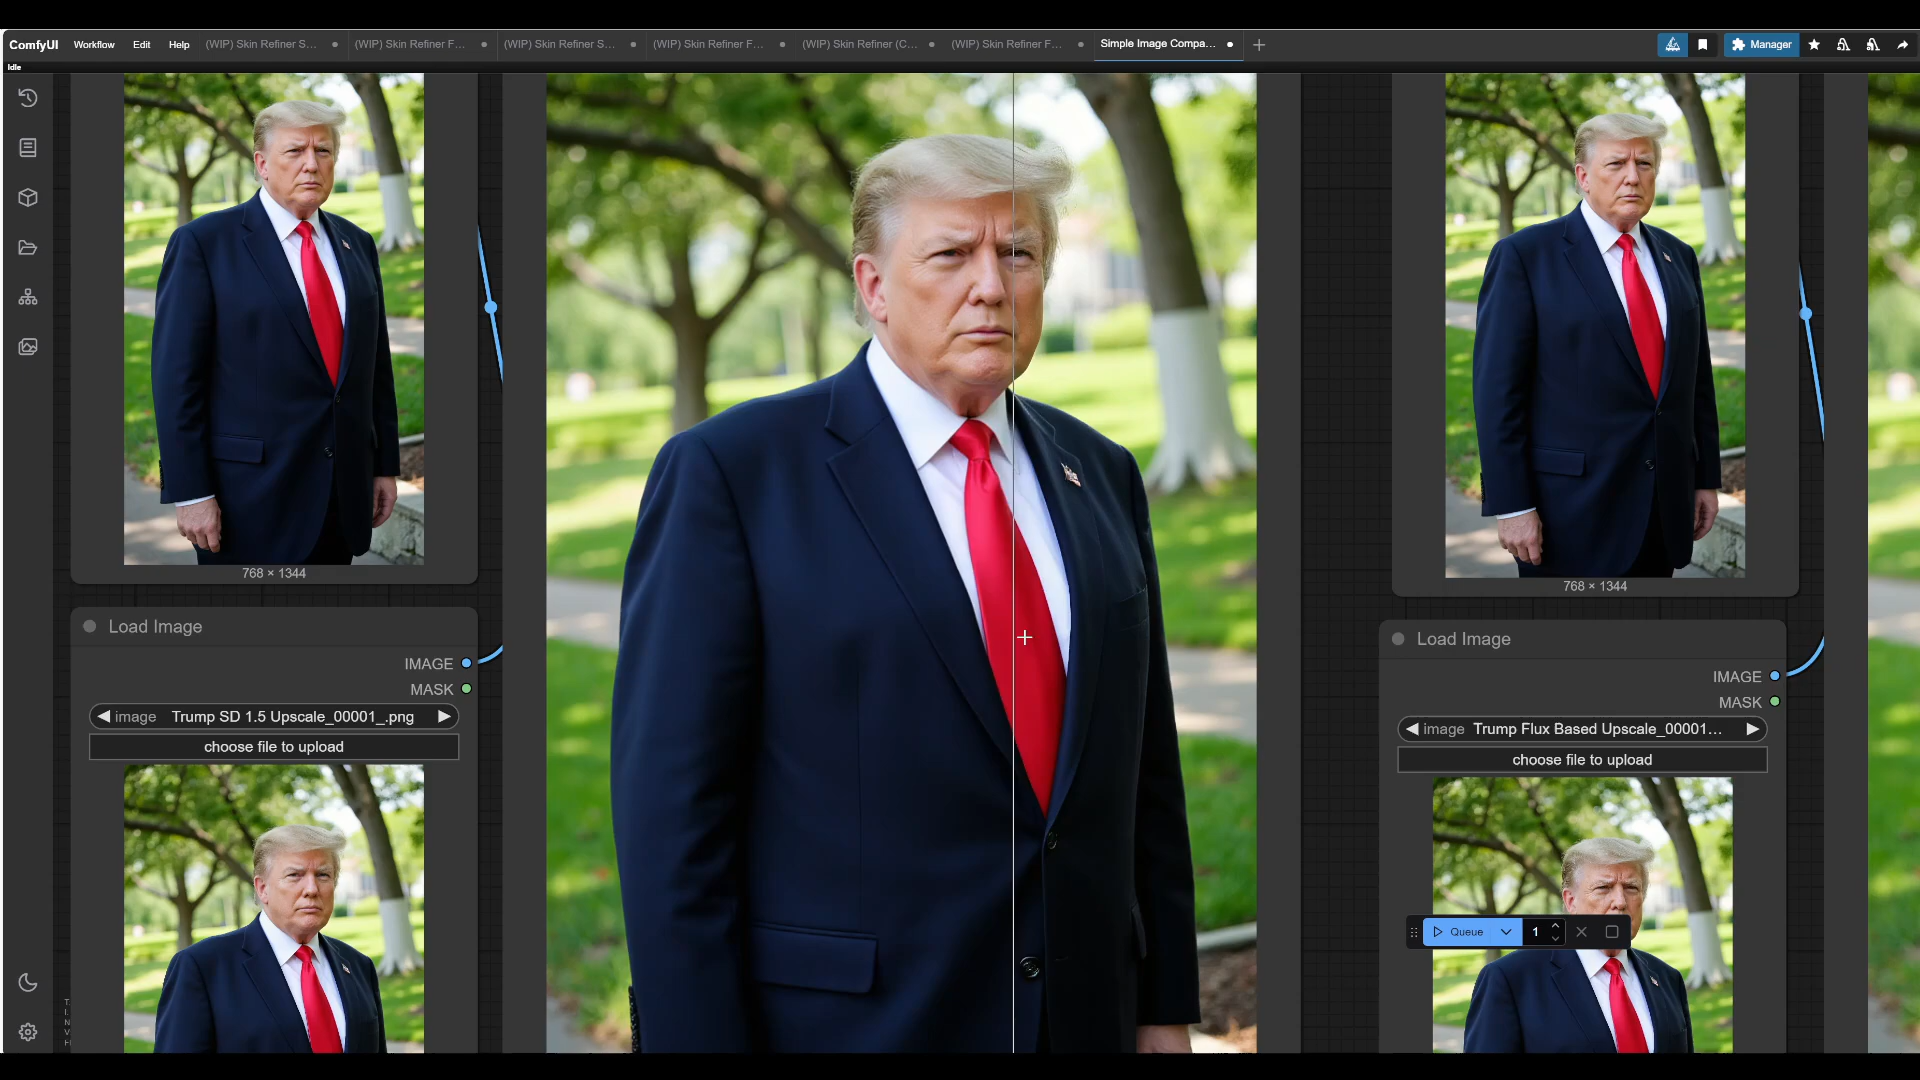 ComfyUI Workflow Edit Help (WIP) Skin Refiner S... (WIP) Skin Refiner F... (WIP) Skin Refiner S... (WIP) Skin Refiner F... (WIP) Skin Refiner (C... (WIP) Skin Refiner F... Simple Image Compa... Manager
Idle
768 × 1344
768 × 1344
Load Image
IMAGE
MASK
image Trump SD 1.5 Upscale_00001_.png
choose file to upload
Load Image
IMAGE
MASK
image Trump Flux Based Upscale_00001...
choose file to upload
Queue 1
T.
I.
N
V
F